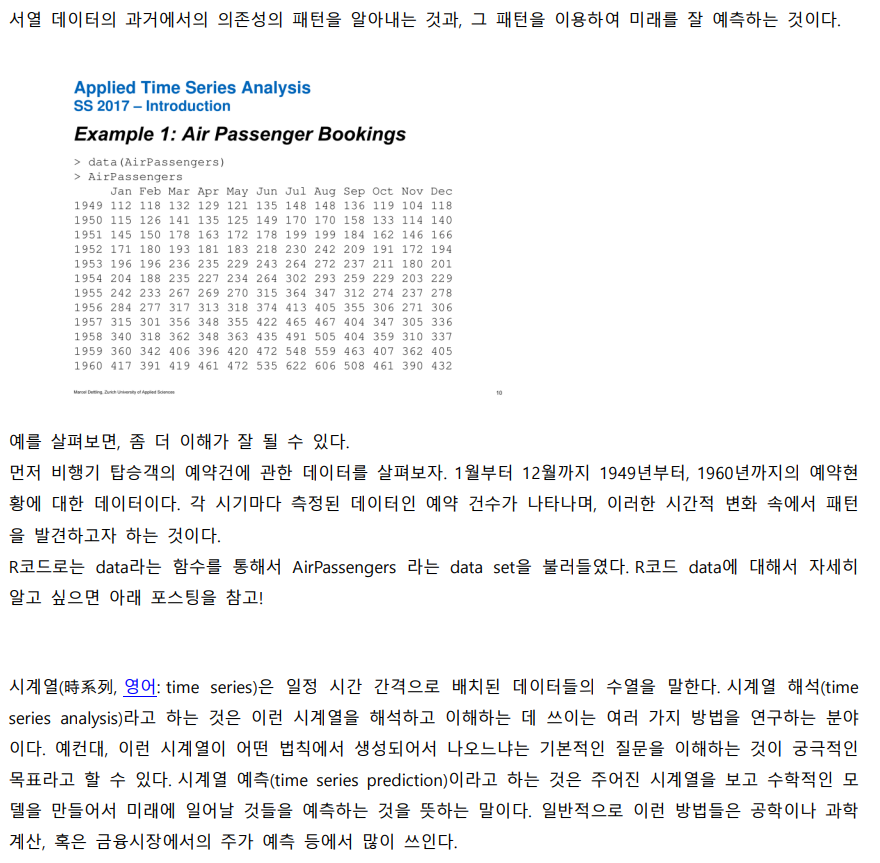 서열 데이터의 과거에서의 의존성의 패턴을 알아내는 것과, 그 패턴을 이용하여 미래를 잘 예측하는 것이다.
Applied Time Series Analysis
SS 2017 – Introduction
Example 1: Air Passenger Bookings
> data(AirPassengers)
> AirPassengers
Jan Feb Mar Apr May Jun Jul Aug Sep Oct Nov Dec
1949 112 118 132 129 121 135 148 148 136 119 104 118
1950 115 126 141 135 125 149 170 170 158 133 114 140
1951 145 150 178 163 172 178 199 199 184 162 146 166
1952 171 180 193 181 183 218 230 242 209 191 172 194
1953 196 196 236 235 229 243 264 272 237 211 180 201
1954 204 188 235 227 234 264 302 293 259 229 203 229
1955 242 233 267 269 270 315 364 347 312 274 237 278
1956 284 277 317 313 318 374 413 405 355 306 271 306
1957 315 301 356 348 355 422 465 467 404 347 305 336
1958 340 318 362 348 363 435 491 505 404 359 310 337
1959 360 342 406 396 420 472 548 559 463 407 362 405
1960 417 391 419 461 472 535 622 606 508 461 390 432
Marcel Dettling, Zurich University of Applied Sciences 10
예를 살펴보면, 좀 더 이해가 잘 될 수 있다.
먼저 비행기 탑승객의 예약건에 관한 데이터를 살펴보자. 1월부터 12월까지 1949년부터, 1960년까지의 예약현
황에 대한 데이터이다. 각 시기마다 측정된 데이터인 예약 건수가 나타나며, 이러한 시간적 변화 속에서 패턴
을 발견하고자 하는 것이다.
R코드로는 data라는 함수를 통해서 AirPassengers 라는 data set을 불러들였다. R코드 data에 대해서 자세히
알고 싶으면 아래 포스팅을 참고!
시계열(時系列, 영어: time series)은 일정 시간 간격으로 배치된 데이터들의 수열을 말한다. 시계열 해석(time
series analysis)라고 하는 것은 이런 시계열을 해석하고 이해하는 데 쓰이는 여러 가지 방법을 연구하는 분야
이다. 예컨대, 이런 시계열이 어떤 법칙에서 생성되어서 나오느냐는 기본적인 질문을 이해하는 것이 궁극적인
목표라고 할 수 있다. 시계열 예측(time series prediction)이라고 하는 것은 주어진 시계열을 보고 수학적인 모
델을 만들어서 미래에 일어날 것들을 예측하는 것을 뜻하는 말이다. 일반적으로 이런 방법들은 공학이나 과학
계산, 혹은 금융시장에서의 주가 예측 등에서 많이 쓰인다.